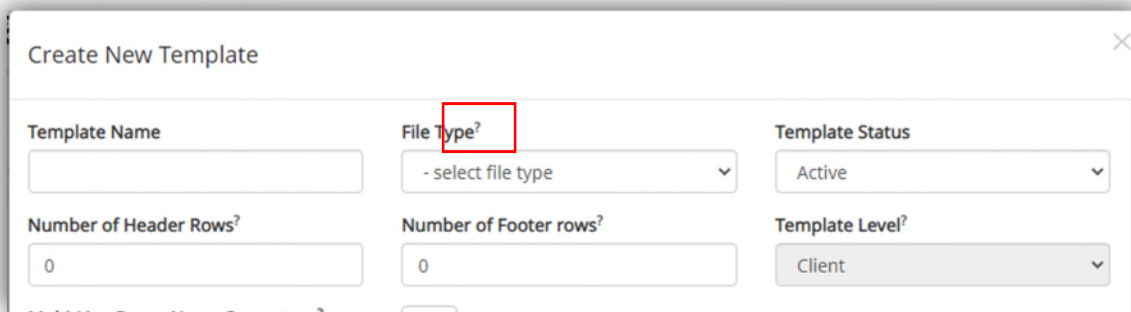 Create New Template
Template Name
File Type?
Template Status
- select file type
Active
Number of Header Rows?
Number of Footer rows?
Template Level?
0
0
Client